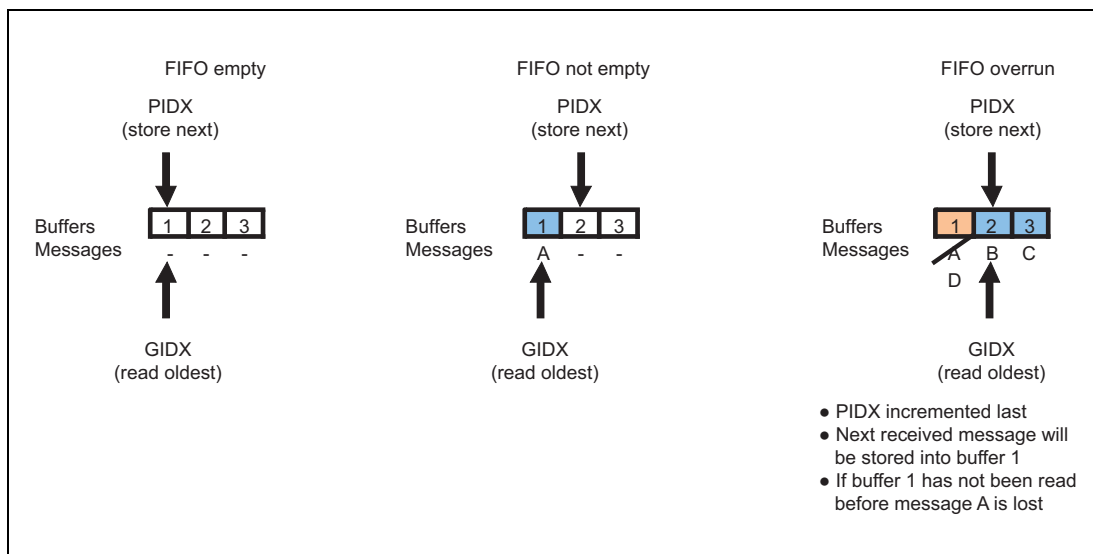 FIFO empty
PIDX
(store next)
Buffers 1 2 3
Messages - - -
GIDX
(read oldest)
FIFO not empty
PIDX
(store next)
Buffers 1 2 3
Messages A - -
GIDX
(read oldest)
FIFO overrun
PIDX
(store next)
Buffers 1 2 3
Messages A B C
D
GIDX
(read oldest)
● PIDX incremented last
● Next received message will
be stored into buffer 1
● If buffer 1 has not been read
before message A is lost